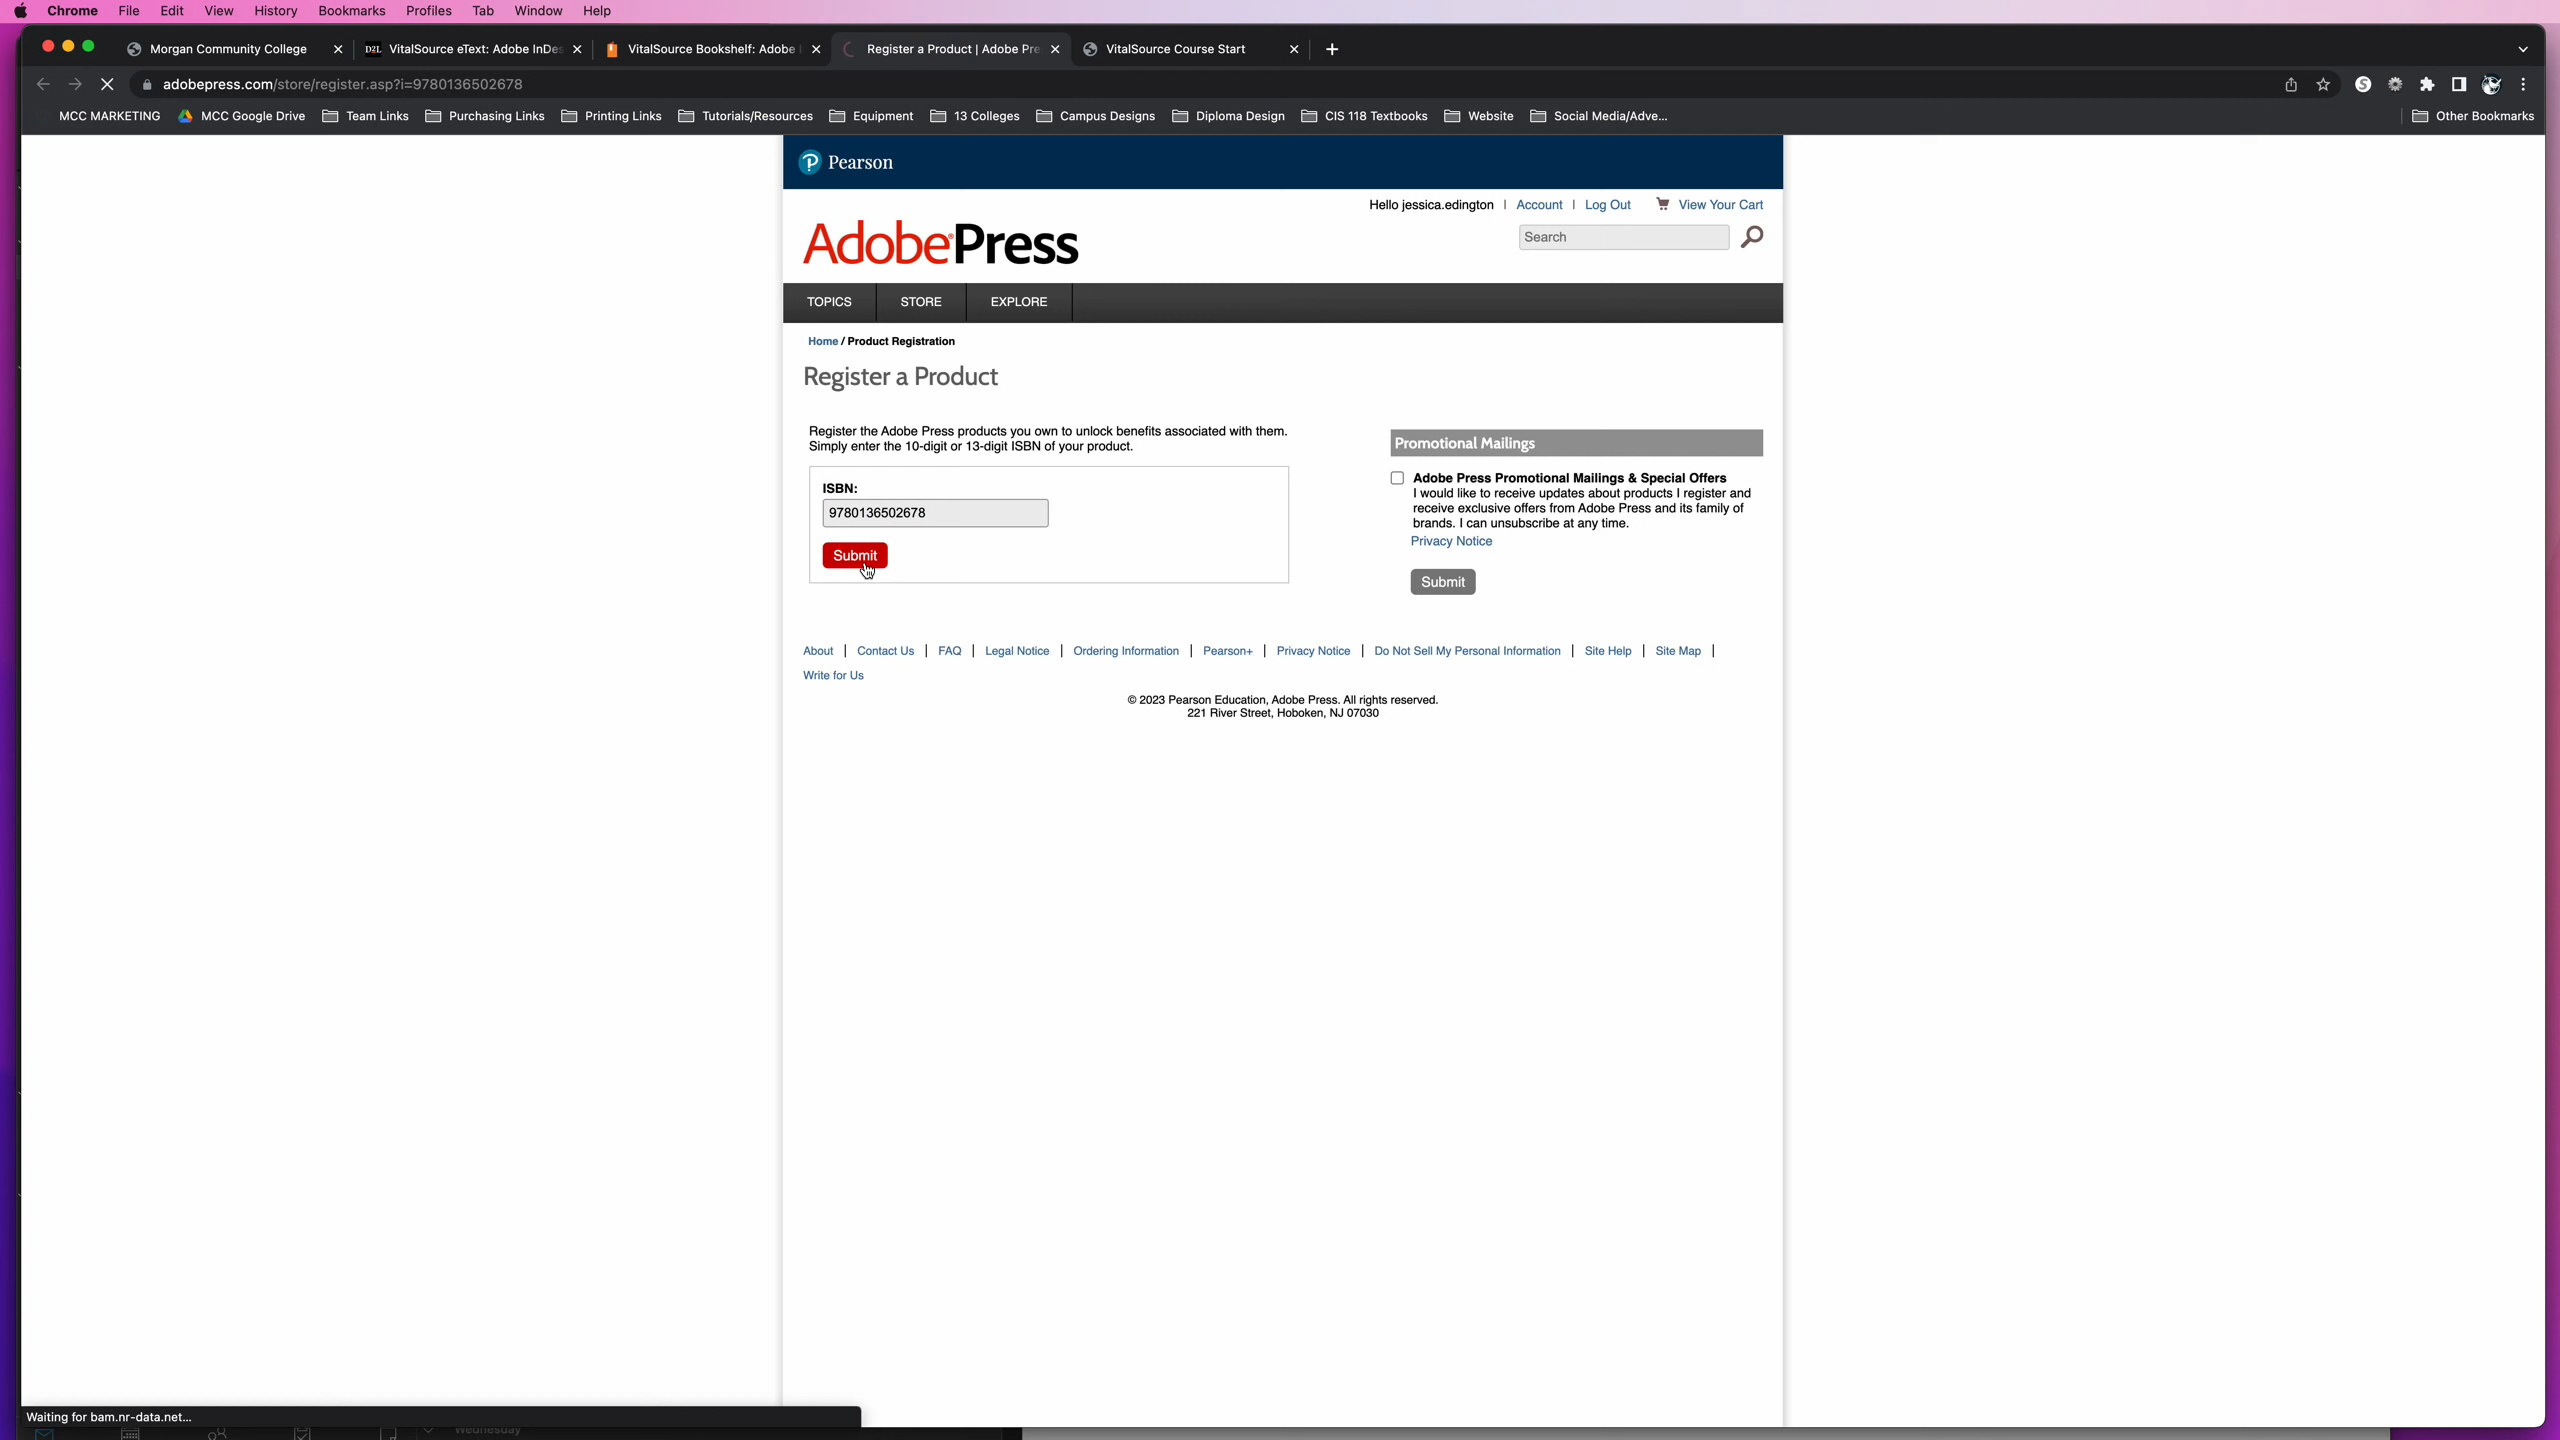 Chrome File Edit View History Bookmarks Profiles Tab Window Help
Morgan Community College D2L VitalSource eText: Adobe InDes VitalSource Bookshelf: Adobe Register a Product | Adobe Pre VitalSource Course Start
adobepress.com/store/register.asp?i=9780136502678
MCC MARKETING MCC Google Drive Team Links Purchasing Links Printing Links Tutorials/Resources Equipment 13 Colleges Campus Designs Diploma Design CIS 118 Textbooks Website Social Media/Adve... Other Bookmarks
Pearson
Hello jessica.edington | Account | Log Out View Your Cart
Adobe Press
Search
TOPICS STORE EXPLORE
Home / Product Registration
Register a Product
Register the Adobe Press products you own to unlock benefits associated with them.
Simply enter the 10-digit or 13-digit ISBN of your product.
ISBN:
9780136502678
Submit
Promotional Mailings
Adobe Press Promotional Mailings & Special Offers
I would like to receive updates about products I register and
receive exclusive offers from Adobe Press and its family of
brands. I can unsubscribe at any time.
Privacy Notice
Submit
About | Contact Us | FAQ | Legal Notice | Ordering Information | Pearson+ | Privacy Notice | Do Not Sell My Personal Information | Site Help | Site Map |
Write for Us
© 2023 Pearson Education, Adobe Press. All rights reserved.
221 River Street, Hoboken, NJ 07030
Waiting for bam.nr-data.net...
Wednesday